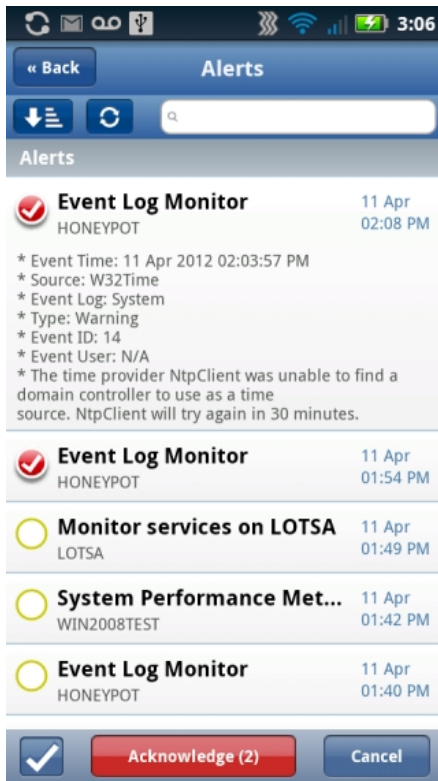 3:06
« Back
Alerts
Alerts
Event Log Monitor
11 Apr
HONEYPOT
02:08 PM
* Event Time: 11 Apr 2012 02:03:57 PM
* Source: W32Time
* Event Log: System
* Type: Warning
* Event ID: 14
* Event User: N/A
* The time provider NtpClient was unable to find a
domain controller to use as a time
source. NtpClient will try again in 30 minutes.
Event Log Monitor
11 Apr
HONEYPOT
01:54 PM
Monitor services on LOTSA
11 Apr
LOTSA
01:49 PM
System Performance Met...
11 Apr
WIN2008TEST
01:42 PM
Event Log Monitor
11 Apr
HONEYPOT
01:40 PM
Acknowledge (2)
Cancel